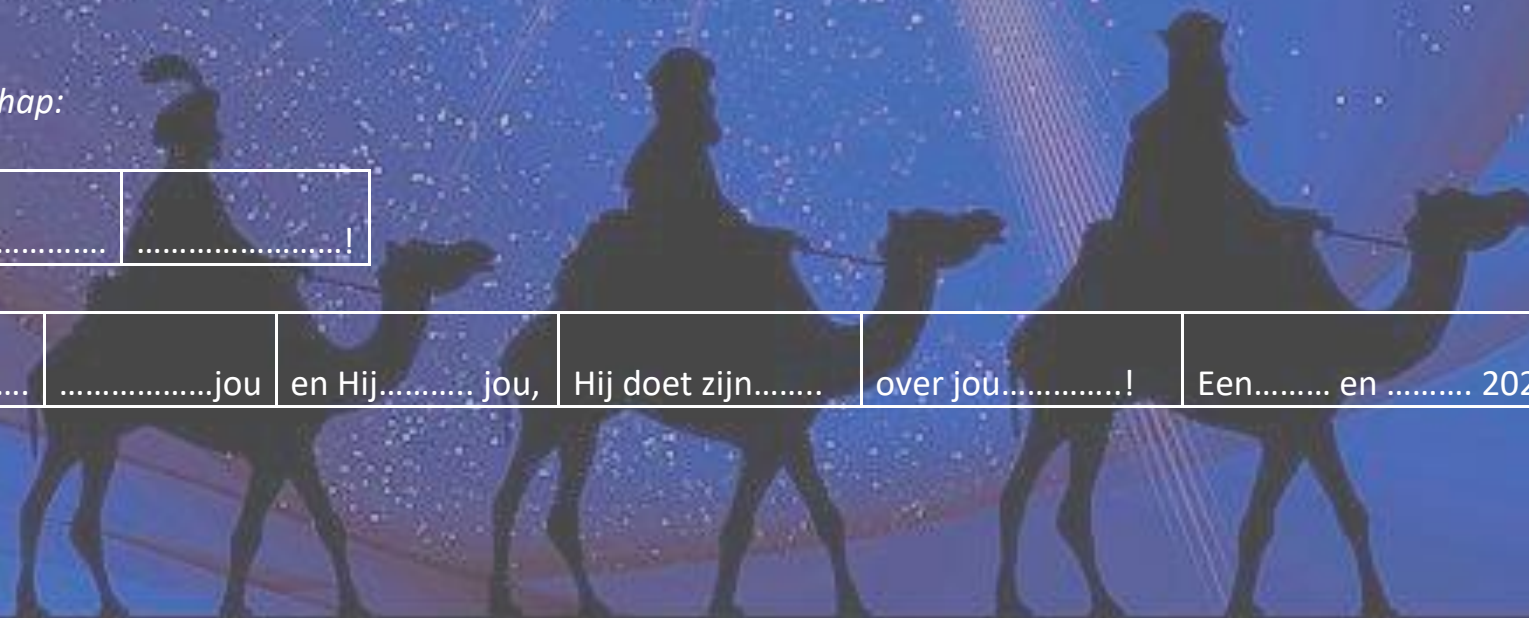 hap:
…………. …………………..!
…. ………………jou en Hij……….. jou, Hij doet zijn…….. over jou…………..! Een……… en ………. 202